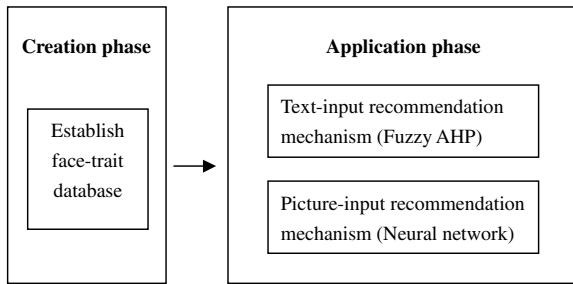 Creation phase
Establish
face-trait
database
Application phase
Text-input recommendation
mechanism (Fuzzy AHP)
Picture-input recommendation
mechanism (Neural network)